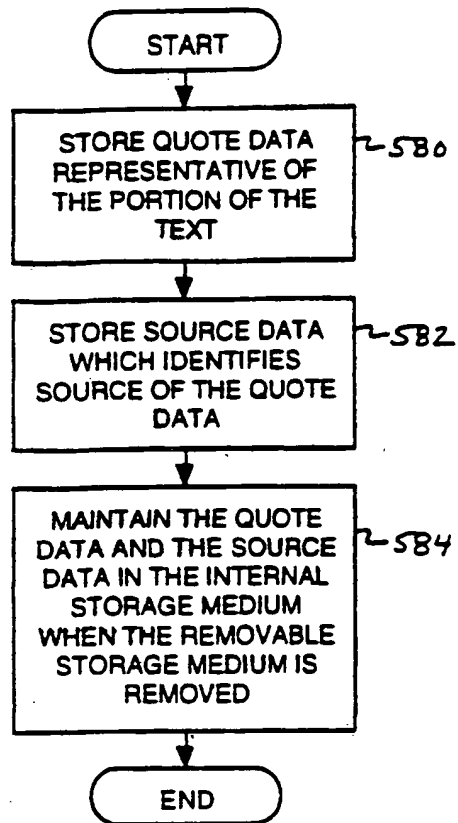 START
STORE QUOTE DATA
REPRESENTATIVE OF
THE PORTION OF THE
TEXT
580
STORE SOURCE DATA
WHICH IDENTIFIES
SOURCE OF THE QUOTE
DATA
582
MAINTAIN THE QUOTE
DATA AND THE SOURCE
DATA IN THE INTERNAL
STORAGE MEDIUM
WHEN THE REMOVABLE
STORAGE MEDIUM IS
REMOVED
584
END